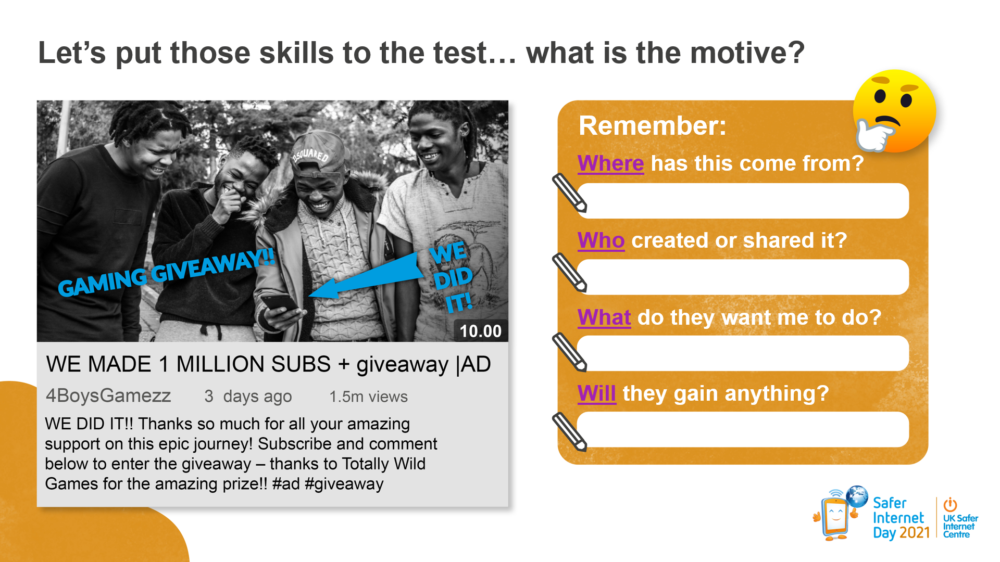 Let’s put those skills to the test… what is the motive?
DSQUARED
GAMING GIVEAWAY!!
WE
DID
IT!
10.00
WE MADE 1 MILLION SUBS + giveaway |AD
4BoysGamezz 3 days ago 1.5m views
WE DID IT!! Thanks so much for all your amazing
support on this epic journey! Subscribe and comment
below to enter the giveaway – thanks to Totally Wild
Games for the amazing prize!! #ad #giveaway
Remember:
Where has this come from?
Who created or shared it?
What do they want me to do?
Will they gain anything?
Safer
Internet
Day 2021
UK Safer
Internet
Centre